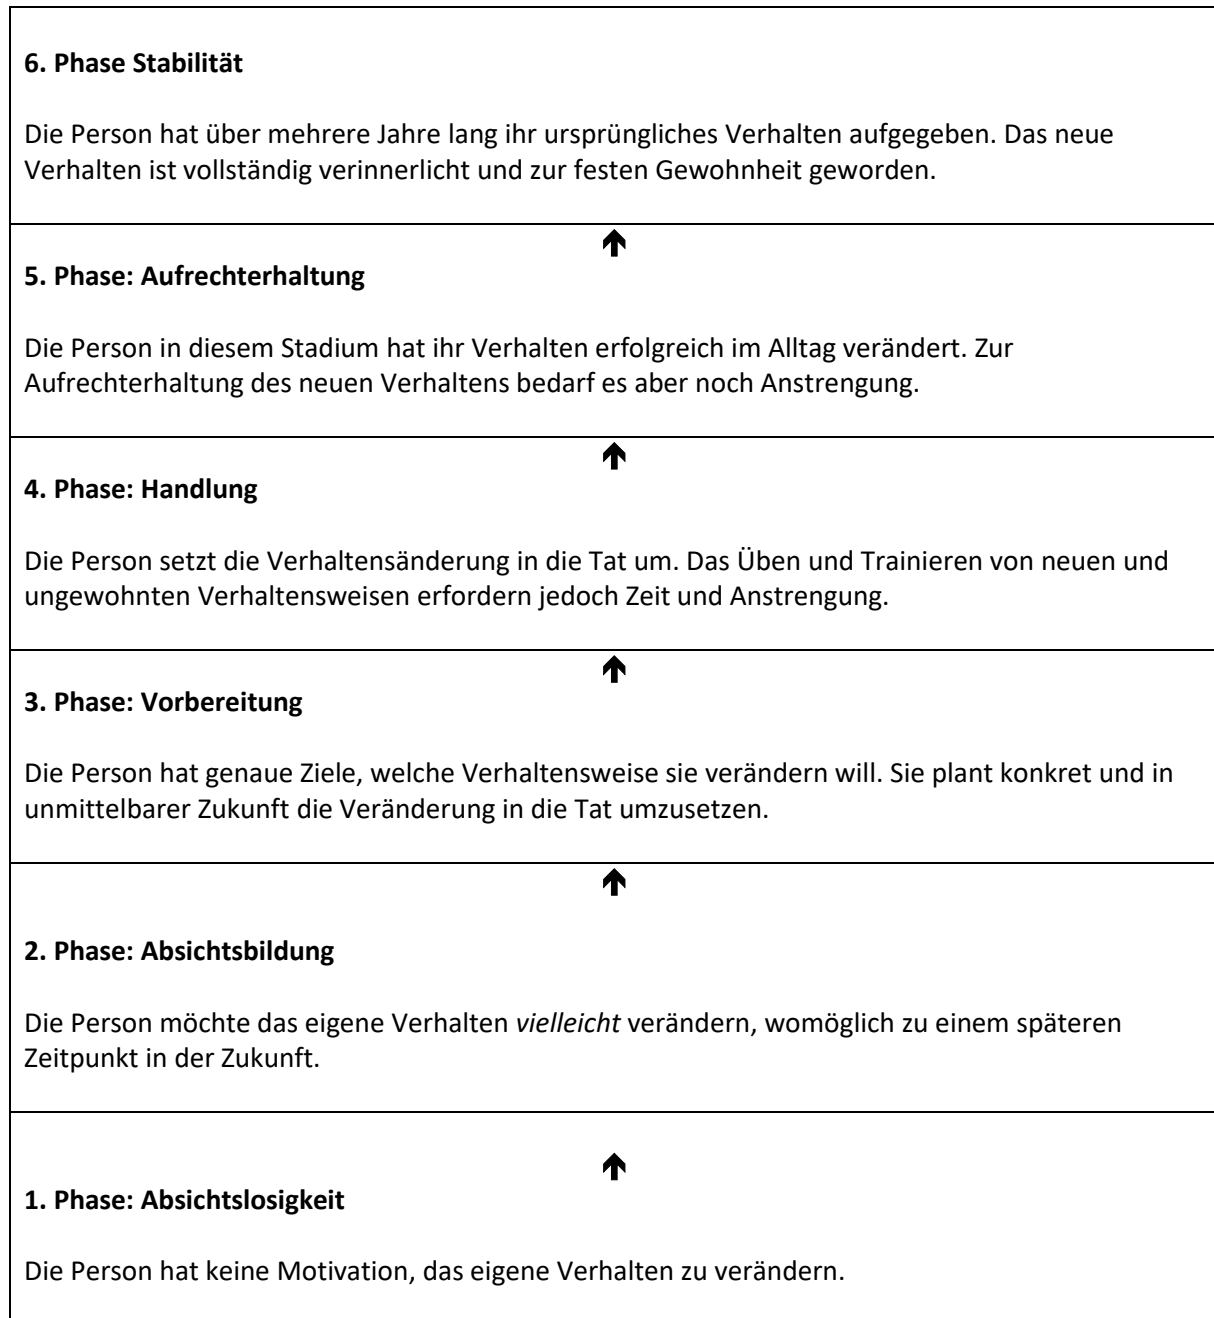 6. Phase Stabilität
Die Person hat über mehrere Jahre lang ihr ursprüngliches Verhalten aufgegeben. Das neue
Verhalten ist vollständig verinnerlicht und zur festen Gewohnheit geworden.
5. Phase: Aufrechterhaltung
Die Person in diesem Stadium hat ihr Verhalten erfolgreich im Alltag verändert. Zur
Aufrechterhaltung des neuen Verhaltens bedarf es aber noch Anstrengung.
4. Phase: Handlung
Die Person setzt die Verhaltensänderung in die Tat um. Das Üben und Trainieren von neuen und
ungewohnten Verhaltensweisen erfordern jedoch Zeit und Anstrengung.
3. Phase: Vorbereitung
Die Person hat genaue Ziele, welche Verhaltensweise sie verändern will. Sie plant konkret und in
unmittelbarer Zukunft die Veränderung in die Tat umzusetzen.
2. Phase: Absichtsbildung
Die Person möchte das eigene Verhalten vielleicht verändern, womöglich zu einem späteren
Zeitpunkt in der Zukunft.
1. Phase: Absichtslosigkeit
Die Person hat keine Motivation, das eigene Verhalten zu verändern.